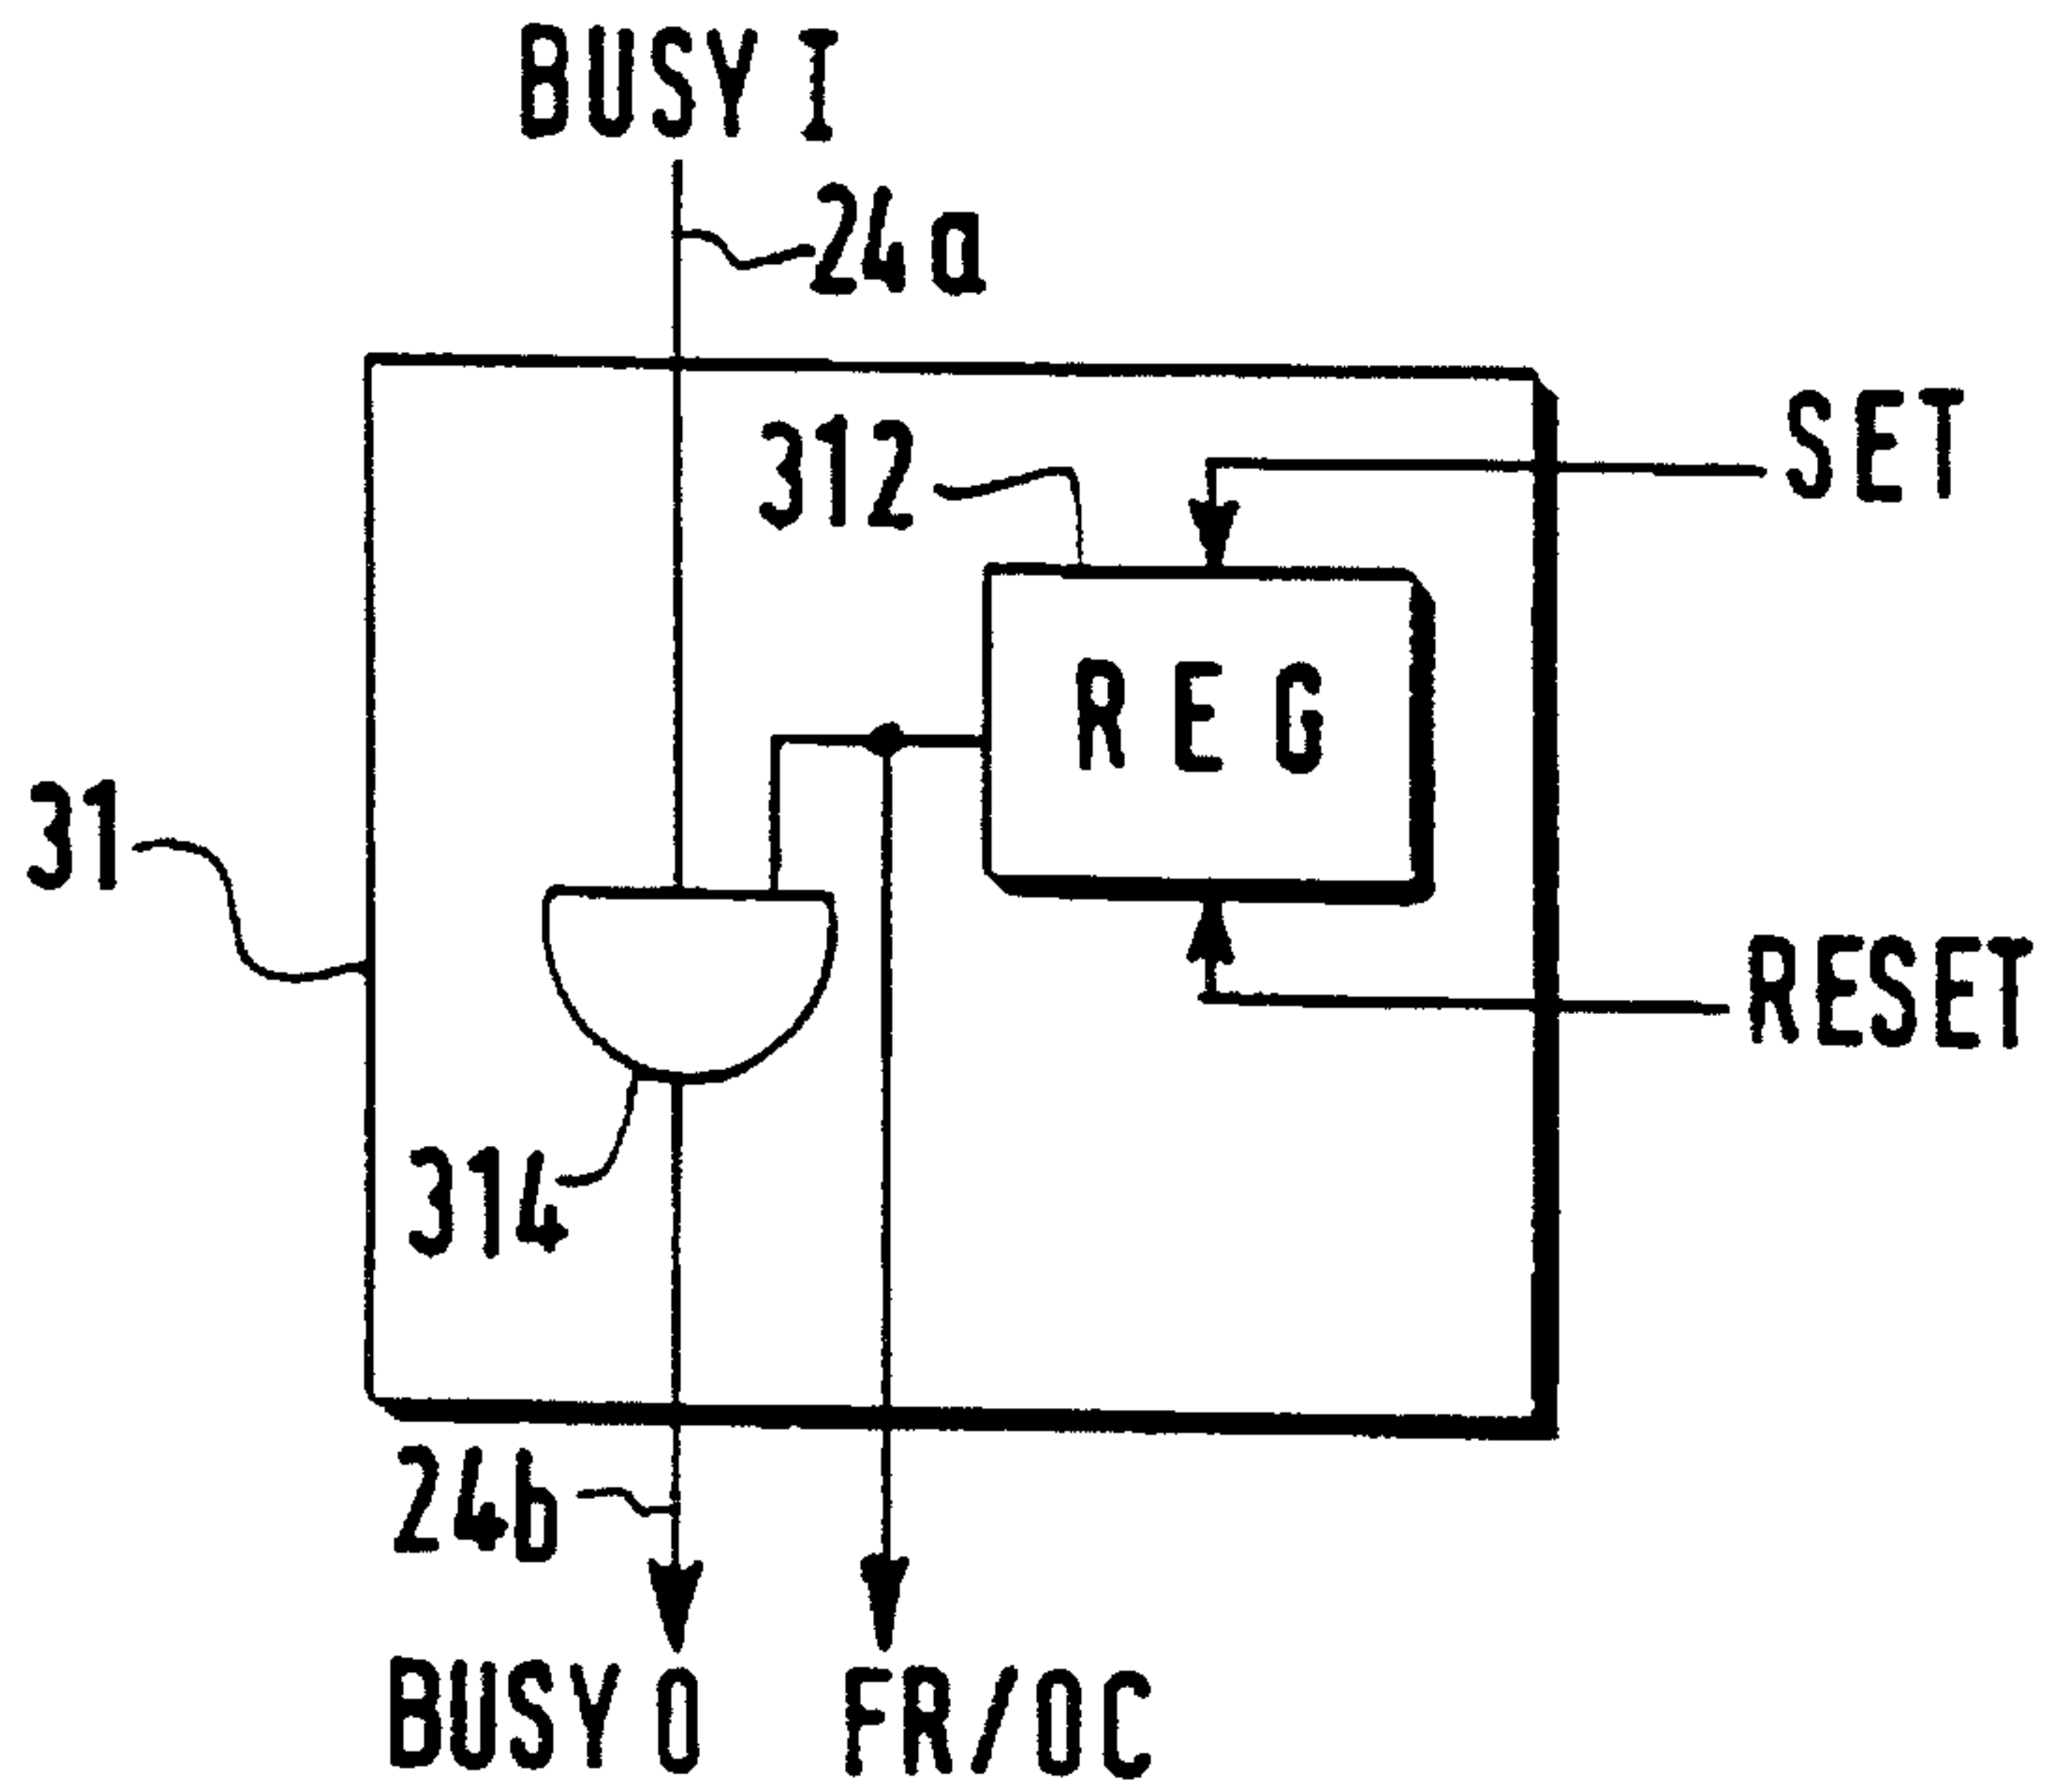 BUSY I
24a
SET
312
REG
31
RESET
314
24b
BUSY O
FR/OC